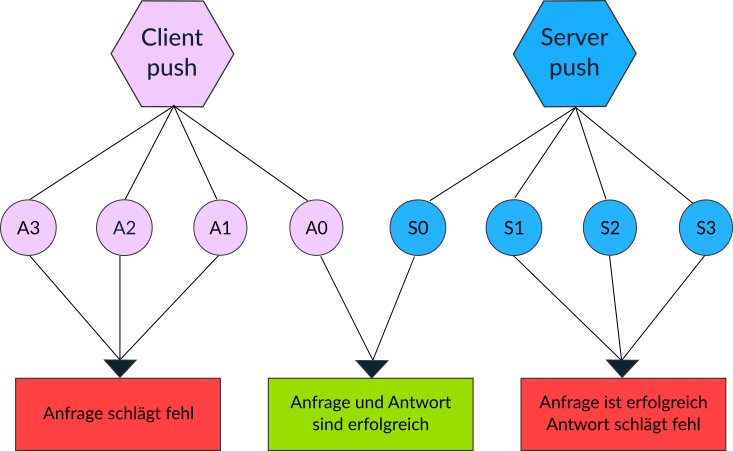 Client
push
Server
push
A3
A2
A1
A0
S0
S1
S2
S3
Anfrage schlägt fehl
Anfrage und Antwort
sind erfolgreich
Anfrage ist erfolgreich
Antwort schlägt fehl